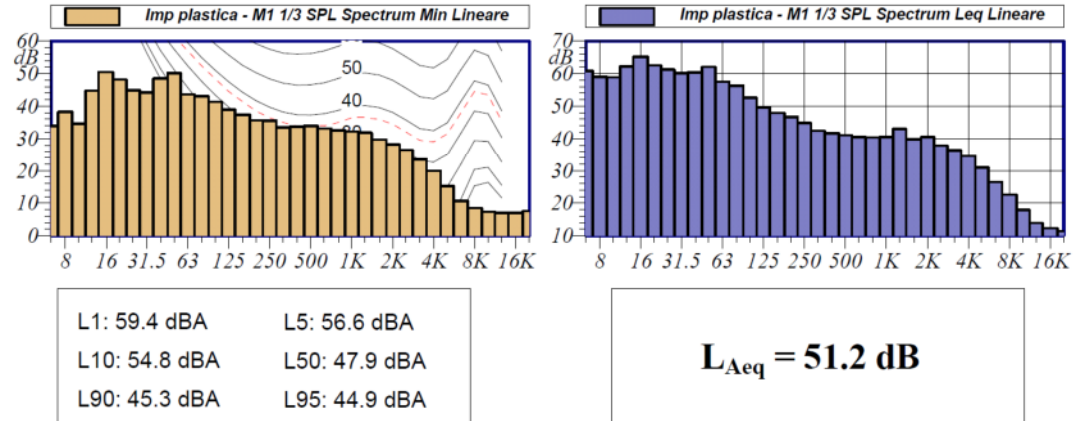 Imp plastica - M1 1/3 SPL Spectrum Min Lineare
60
dB
50
40
30
20
10
0
50
40
8 16 31.5 63 125 250 500 1K 2K 4K 8K 16K
Imp plastica - M1 1/3 SPL Spectrum Leq Lineare
70
dB
60
50
40
30
20
10
8 16 31.5 63 125 250 500 1K 2K 4K 8K 16K
L1: 59.4 dBA L5: 56.6 dBA
L10: 54.8 dBA L50: 47.9 dBA
L90: 45.3 dBA L95: 44.9 dBA
LAeq = 51.2 dB